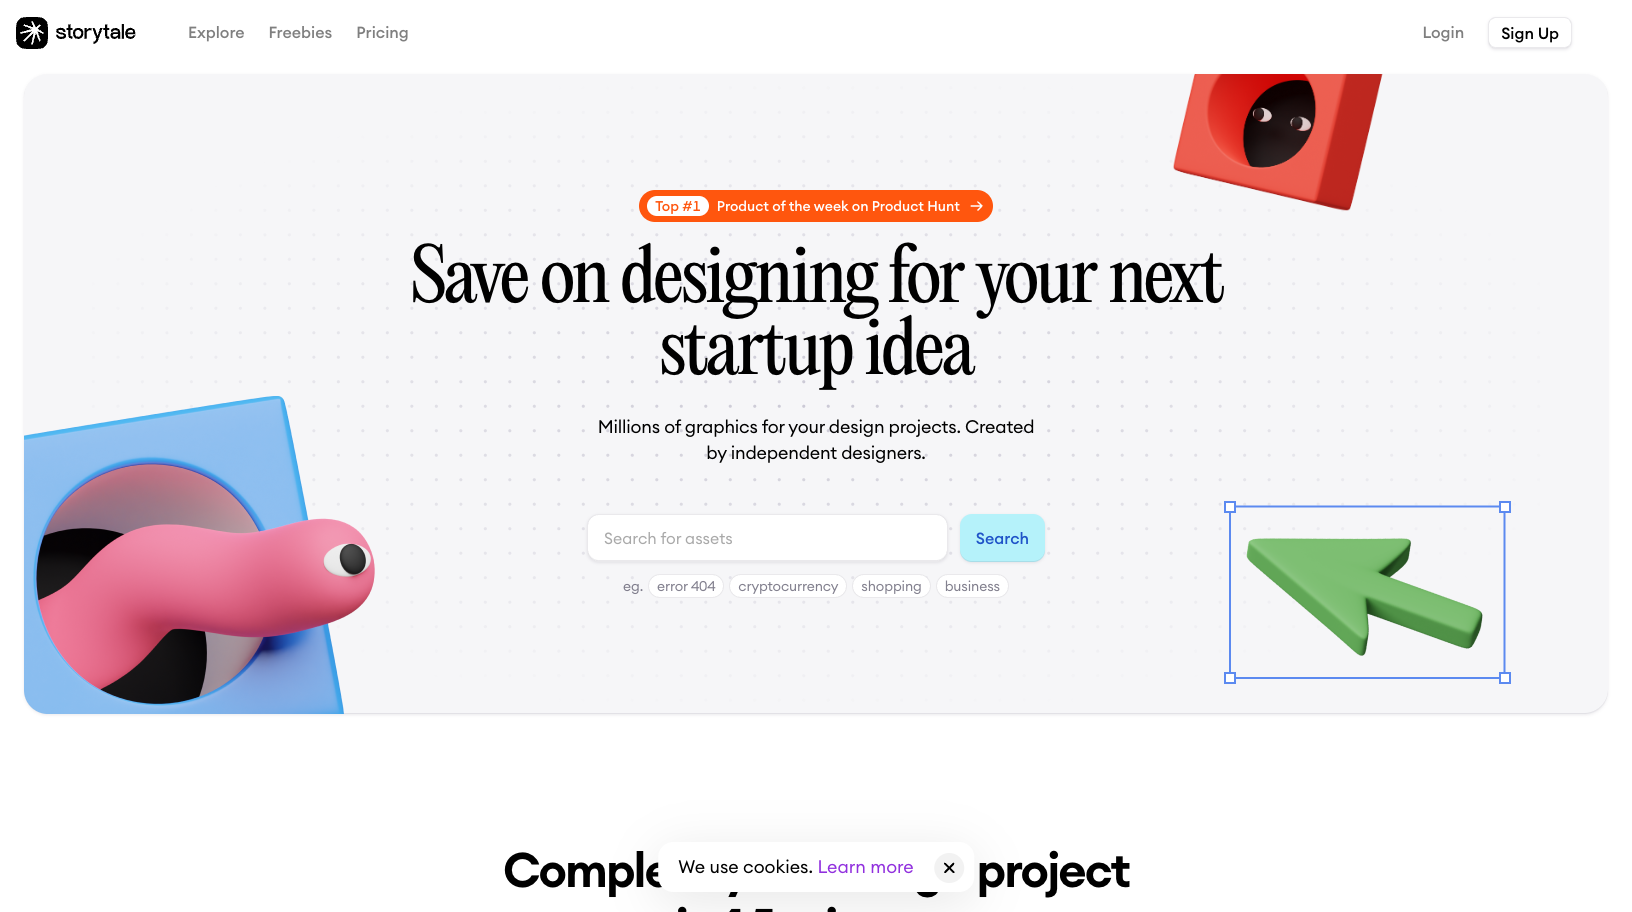 storytale
Explore
Freebies
Pricing
Login
Sign Up
Top #1 Product of the week on Product Hunt
Save on designing for your next
startup idea
Millions of graphics for your design projects. Created
by independent designers.
Search for assets
Search
eg. error 404 cryptocurrency shopping business
project
We use cookies. Learn more